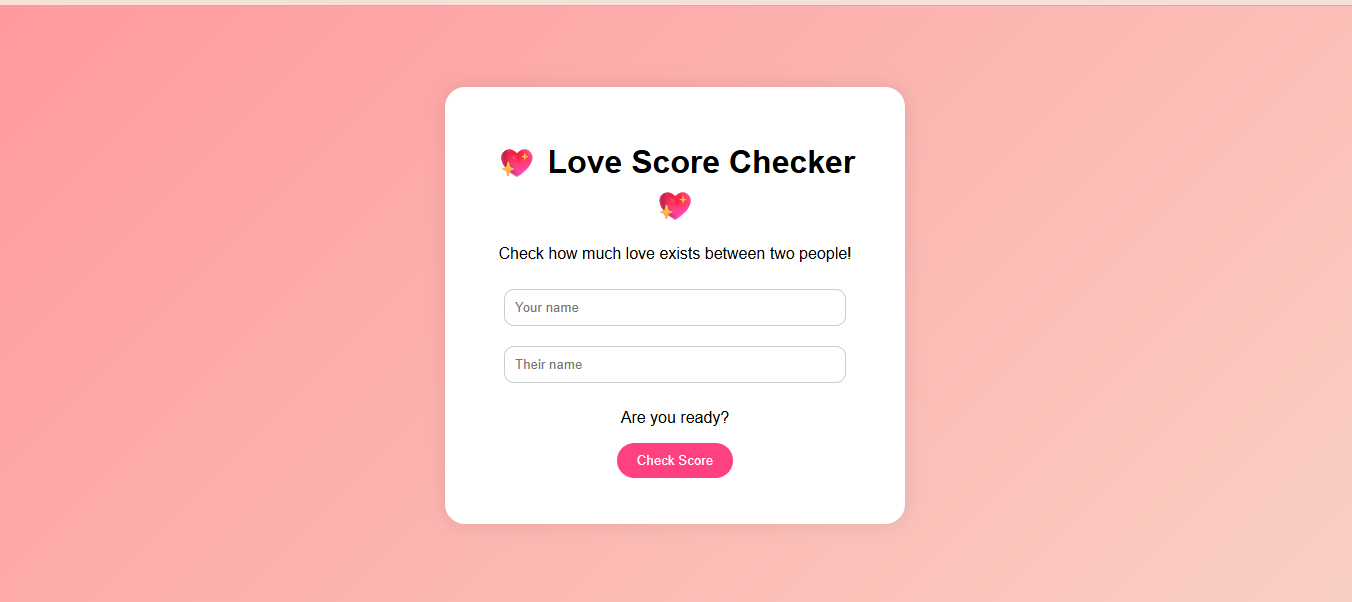 💖 Love Score Checker
💖
Check how much love exists between two people!
Your name
Their name
Are you ready?
Check Score